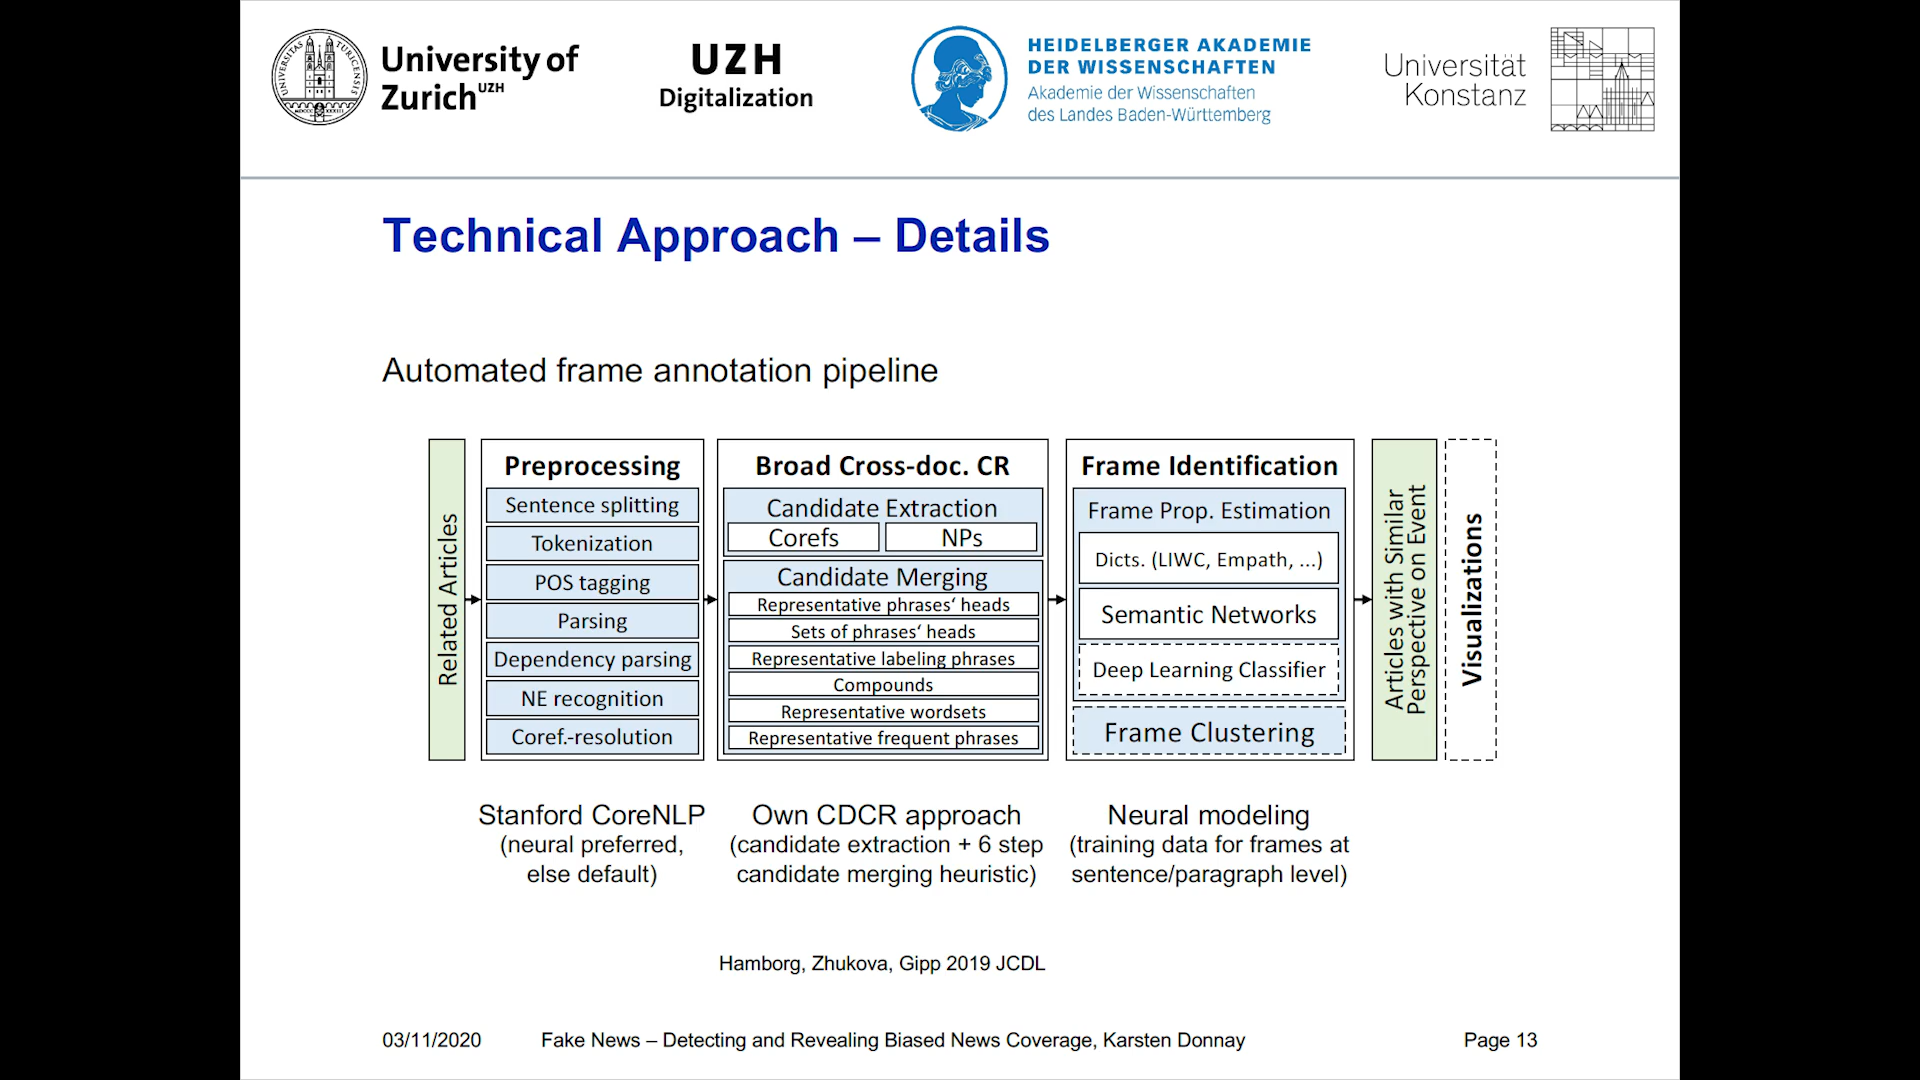 University of
Zurich UZH
UZH
Digitalization
HEIDELBERGER AKADEMIE
DER WISSENSCHAFTEN
Akademie der Wissenschaften
des Landes Baden-Württemberg
Universität
Konstanz
UNIVERSITAS TURICENSIS
Technical Approach – Details
Automated frame annotation pipeline
Related Articles
Preprocessing
Sentence splitting
Tokenization
POS tagging
Parsing
Dependency parsing
NE recognition
Coref.-resolution
Broad Cross-doc. CR
Candidate Extraction
Corefs
NPs
Candidate Merging
Representative phrases‘ heads
Sets of phrases‘ heads
Representative labeling phrases
Compounds
Representative wordsets
Representative frequent phrases
Frame Identification
Frame Prop. Estimation
Dicts. (LIWC, Empath, ...)
Semantic Networks
Deep Learning Classifier
Frame Clustering
Articles with Similar
Perspective on Event
Visualizations
Stanford CoreNLP
(neural preferred,
else default)
Own CDCR approach
(candidate extraction + 6 step
candidate merging heuristic)
Neural modeling
(training data for frames at
sentence/paragraph level)
Hamborg, Zhukova, Gipp 2019 JCDL
03/11/2020
Fake News – Detecting and Revealing Biased News Coverage, Karsten Donnay
Page 13